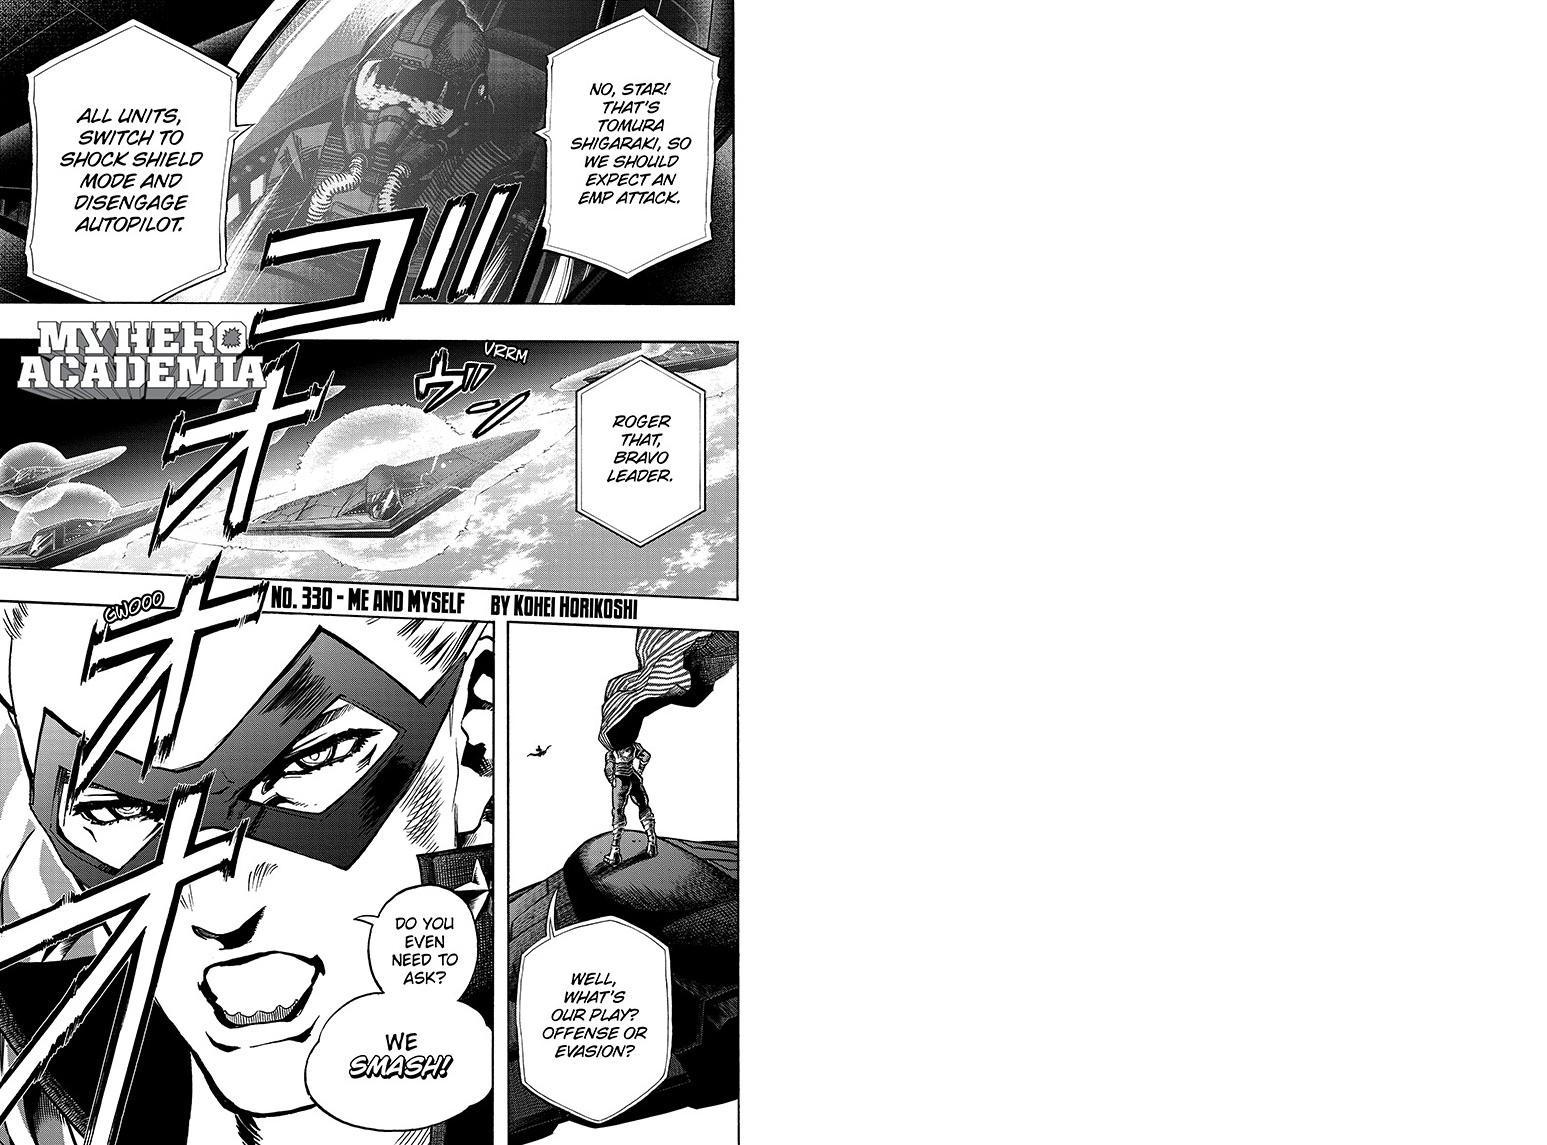 NO, STAR!
THAT'S
TOMURA
SHIGARAKI, SO
WE SHOULD
EXPECT AN
EMP ATTACK.
ALL UNITS,
SWITCH TO
SHOCK SHIELD
MODE AND
DISENGAGE
AUTOPILOT.
ゴオオオオ
MY HERO
ACADEMIA
VRRM
ヴッ
ROGER
THAT,
BRAVO
LEADER.
GWOOO
NO. 330 - ME AND MYSELF BY KOHEI HORIKOSHI
WELL,
WHAT'S
OUR PLAY?
OFFENSE OR
EVASION?
DO YOU
EVEN
NEED TO
ASK?
WE
SMASH!